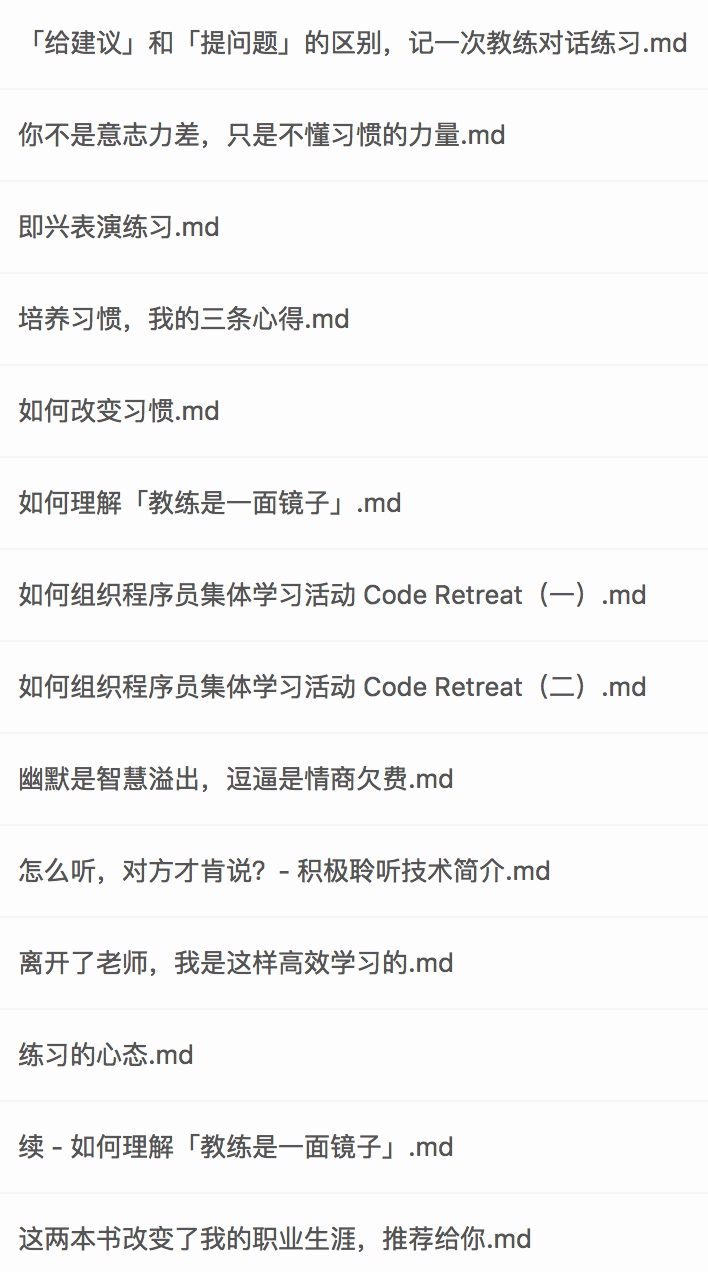 「给建议」和「提问题」的区别，记一次教练对话练习.md
你不是意志力差，只是不懂习惯的力量.md
即兴表演练习.md
培养习惯，我的三条心得.md
如何改变习惯.md
如何理解「教练是一面镜子」.md
如何组织程序员集体学习活动 Code Retreat（一）.md
如何组织程序员集体学习活动 Code Retreat（二）.md
幽默是智慧溢出，逗逼是情商欠费.md
怎么听，对方才肯说？- 积极聆听技术简介.md
离开了老师，我是这样高效学习的.md
练习的心态.md
续 - 如何理解「教练是一面镜子」.md
这两本书改变了我的职业生涯，推荐给你.md